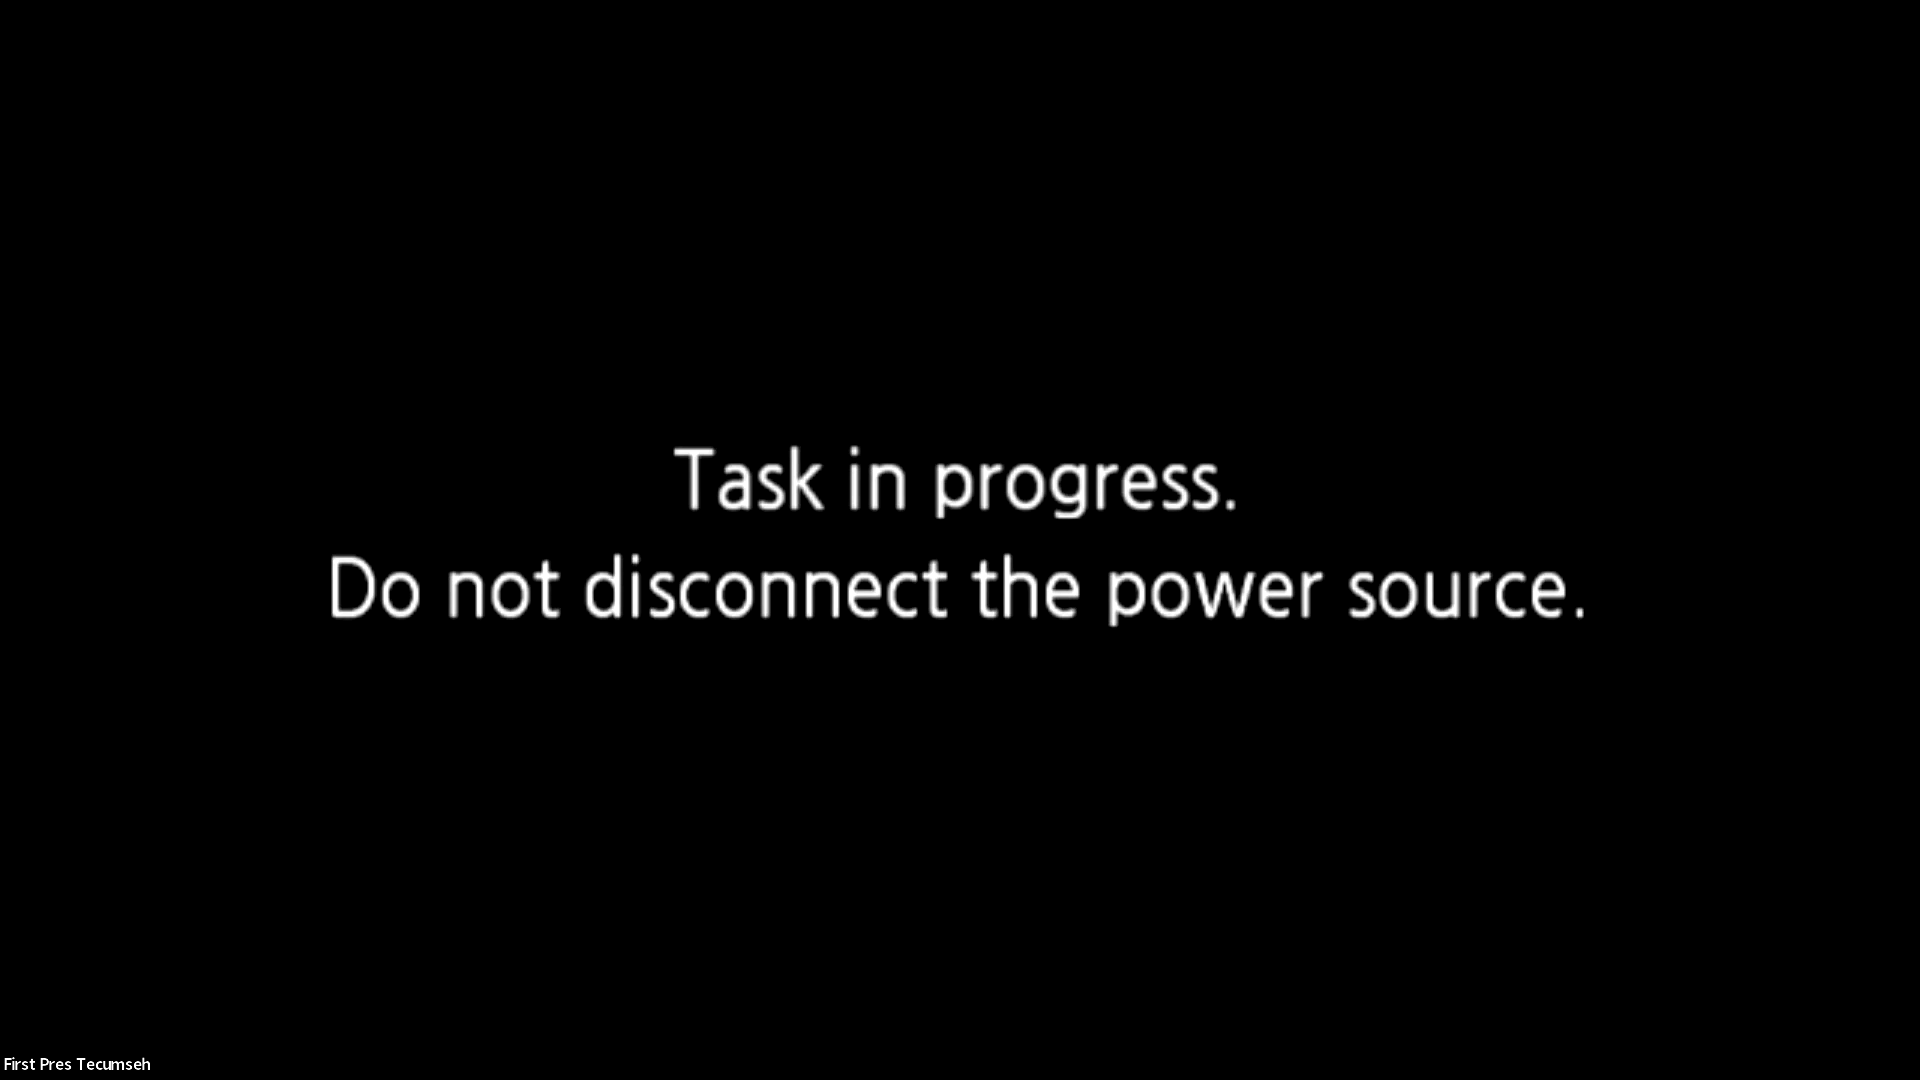 Task in progress.
Do not disconnect the power source.
First Pres Tecumseh